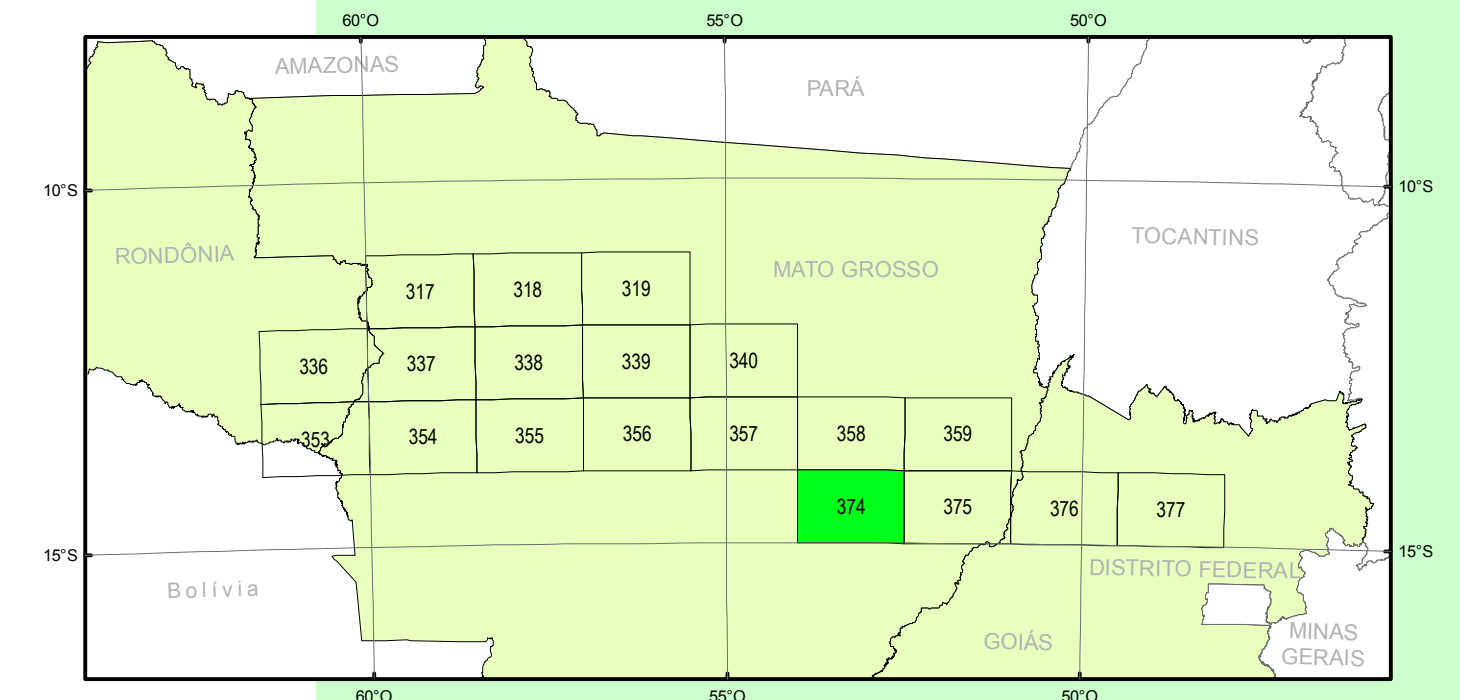 60°O 55°O 50°O
AMAZONAS
PARÁ
10°S 10°S
TOCANTINS
RONDÔNIA
MATO GROSSO
317 318 319
336 337 338 339 340
353 354 355 356 357 358 359
374 375 376 377
15°S 15°S
DISTRITO FEDERAL
Bolívia
MINAS
GOIÁS
GERAIS
60°O 55°O 50°O